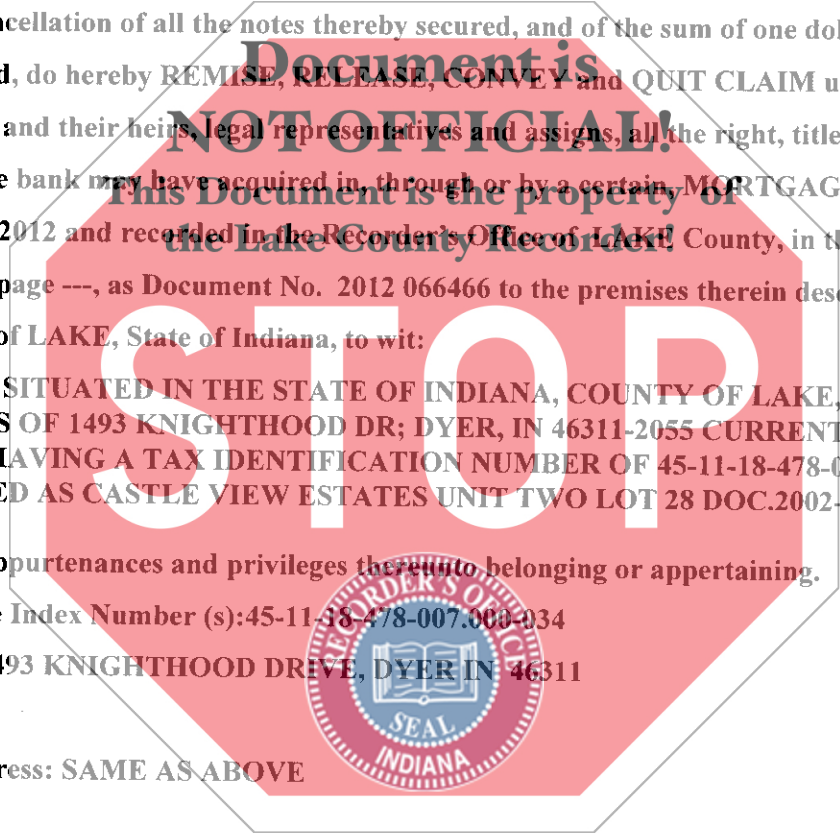 cellation of all the notes thereby secured, and of the sum of one dol
Document is
d, do hereby REMISE, RELEASE, CONVEY and QUIT CLAIM u
NOT OFFICIAL!
and their heirs, legal representatives and assigns, all the right, title
bank may have acquired in, through or by a certain, MORTGAG
This Document is the property of
2012 and recorded in the Recorder's Office of LAKE County, in th
the Lake County Recorder!
page ---, as Document No. 2012 066466 to the premises therein desc
of LAKE, State of Indiana, to wit:
STOP
SITUATED IN THE STATE OF INDIANA, COUNTY OF LAKE,
S OF 1493 KNIGHTHOOD DR; DYER, IN 46311-2055 CURRENT
HAVING A TAX IDENTIFICATION NUMBER OF 45-11-18-478-0
ED AS CASTLE VIEW ESTATES UNIT TWO LOT 28 DOC.2002-
ppurtenances and privileges thereunto belonging or appertaining.
Index Number (s):45-11-18-478-007.000-034
493 KNIGHTHOOD DRIVE, DYER IN 46311
RECORDER'S OFFICE
SEAL
INDIANA
ress: SAME AS ABOVE